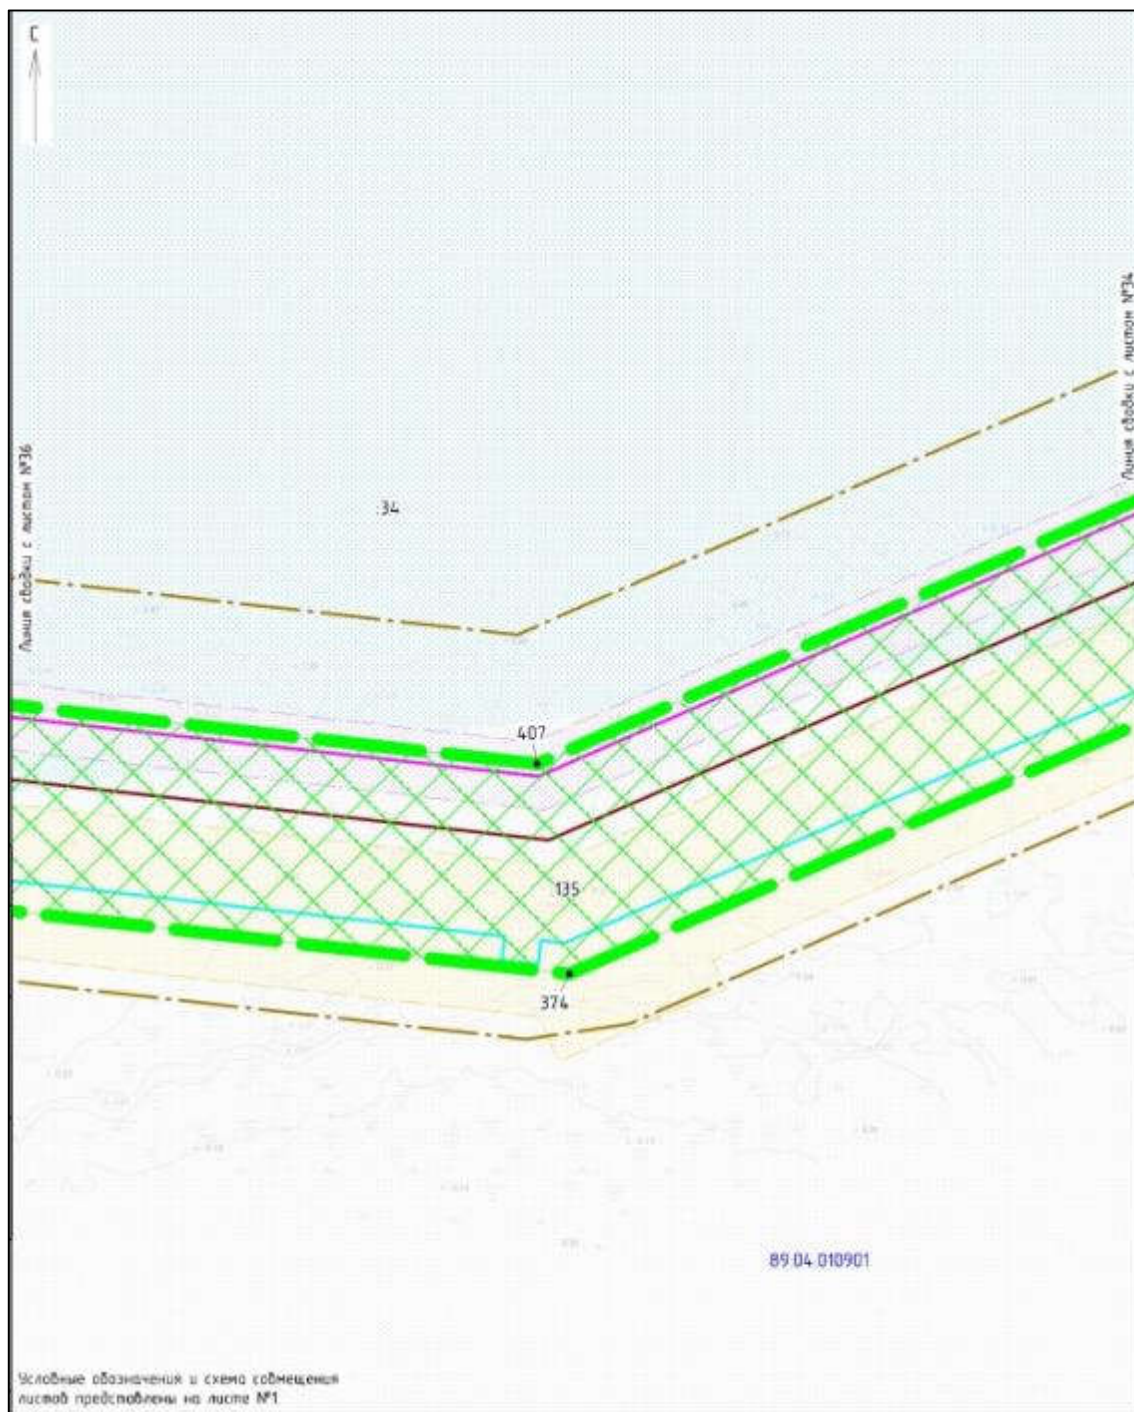 С
Линия сводки с листом №34
Линия сводки с листом №36
:34
407
:135
374
89:04:010901
Условные обозначения и схема совмещения
листов представлены на листе №1